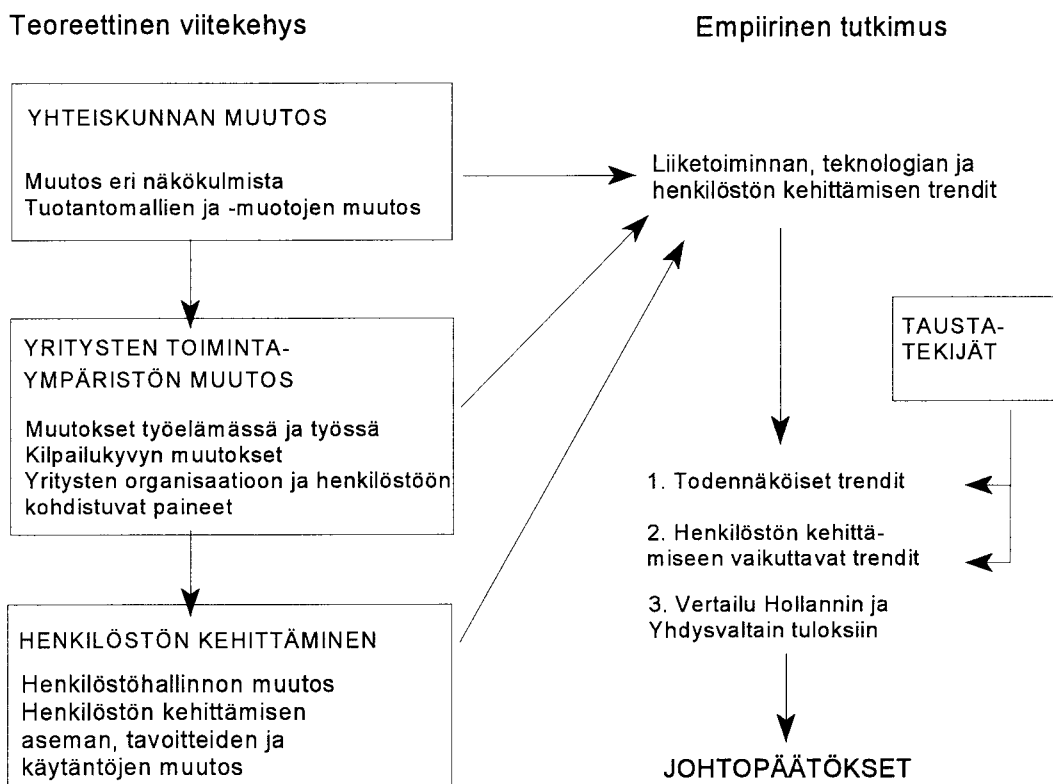 Teoreettinen viitekehys
YHTEISKUNNAN MUUTOS
Muutos eri näkökulmista
Tuotantomallien ja -muotojen muutos
YRITYSTEN TOIMINTA-
YMPÄRISTÖN MUUTOS
Muutokset työelämässä ja työssä
Kilpailukyvyn muutokset
Yritysten organisaatioon ja henkilöstöön
kohdistuvat paineet
HENKILÖSTÖN KEHITTÄMINEN
Henkilöstöhallinnon muutos
Henkilöstön kehittämisen
aseman, tavoitteiden ja
käytäntöjen muutos
Empiirinen tutkimus
Liiketoiminnan, teknologian ja
henkilöstön kehittämisen trendit
TAUSTA-
TEKIJÄT
1. Todennäköiset trendit
2. Henkilöstön kehittä-
miseen vaikuttavat trendit
3. Vertailu Hollannin ja
Yhdysvaltain tuloksiin
JOHTOPÄÄTÖKSET